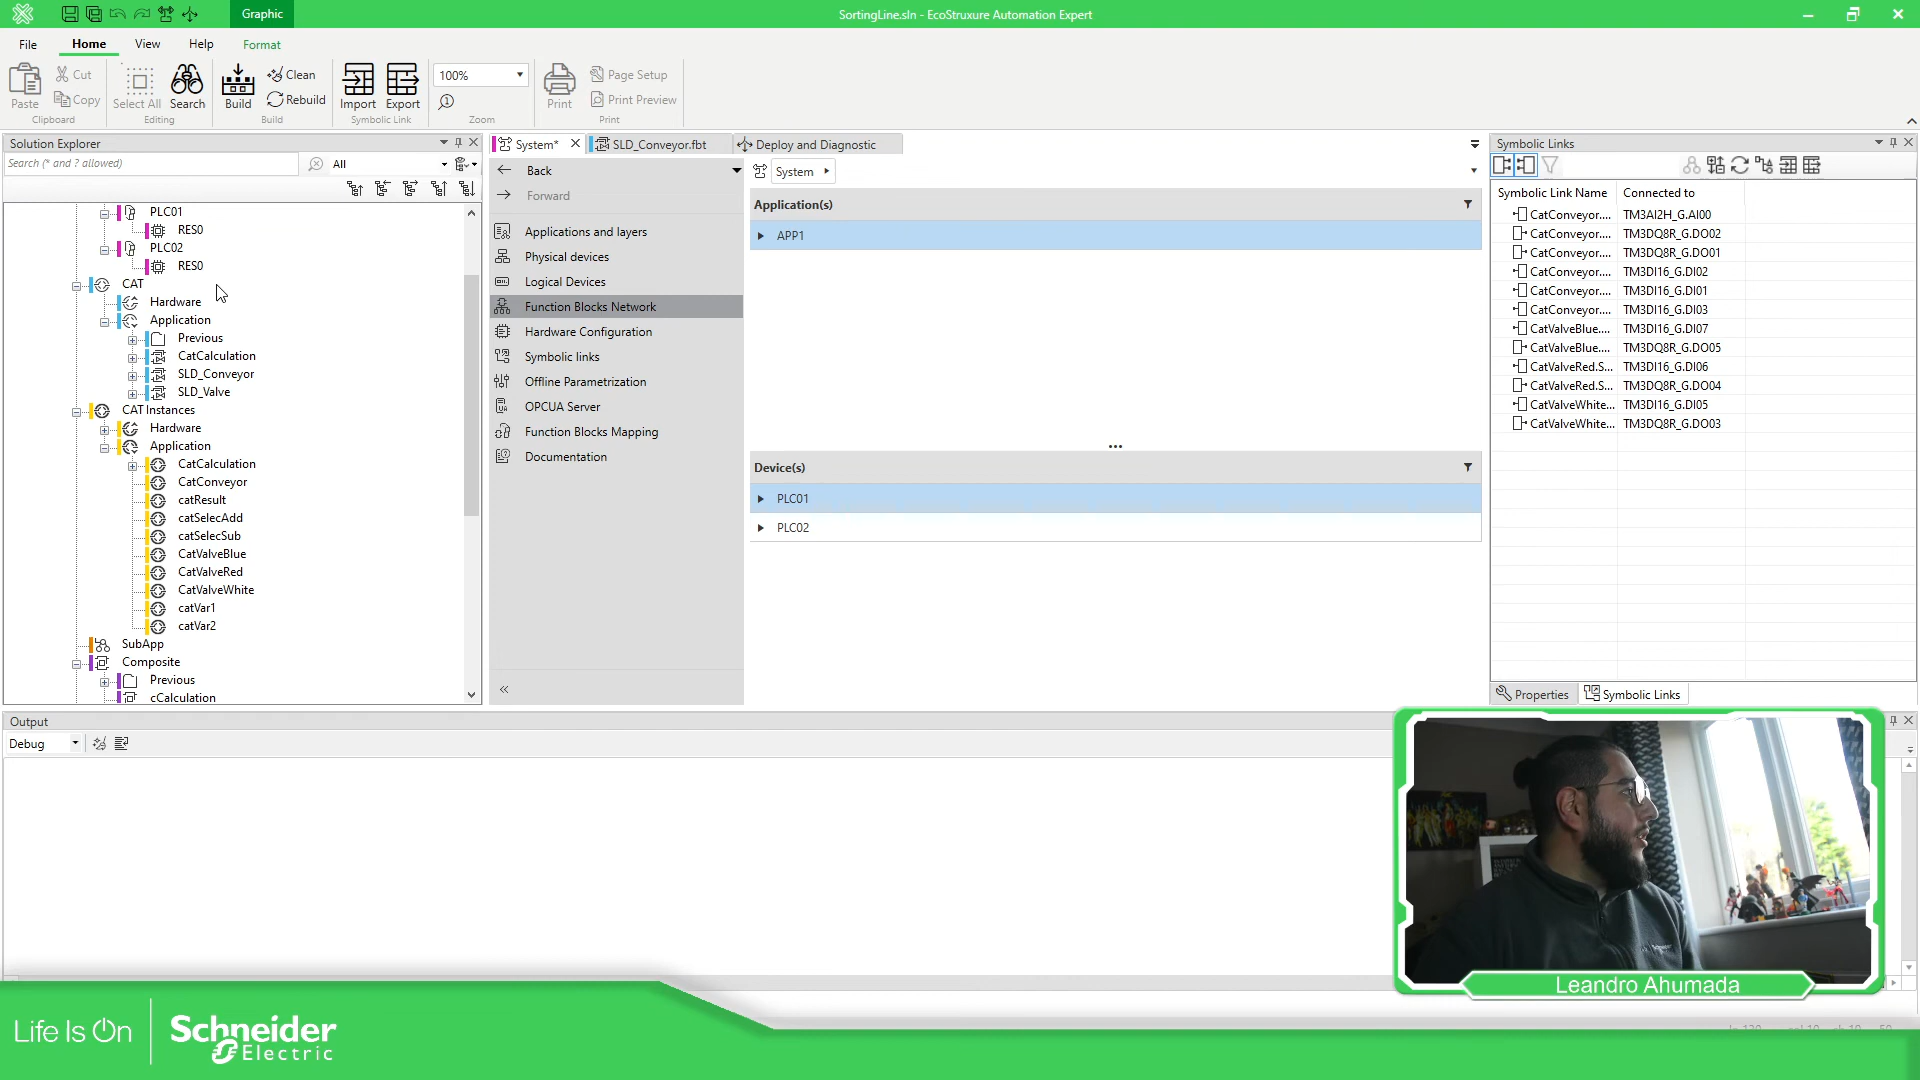 Graphic
SortingLine.sln - EcoStruxure Automation Expert
File
Home
View
Help
Format
Paste
Cut
Copy
Clipboard
Select All
Search
Editing
Build
Clean
Rebuild
Build
Import
Export
Symbolic Link
100%
Zoom
Print
Page Setup
Print Preview
Print
Solution Explorer
Search (* and ? allowed)
All
PLC01
RES0
PLC02
RES0
CAT
Hardware
Application
Previous
CatCalculation
SLD_Conveyor
SLD_Valve
CAT Instances
Hardware
Application
CatCalculation
CatConveyor
catResult
catSelecAdd
catSelecSub
CatValveBlue
CatValveRed
CatValveWhite
catVar1
catVar2
SubApp
Composite
Previous
cCalculation
System*
SLD_Conveyor.fbt
Deploy and Diagnostic
Back
Forward
Applications and layers
Physical devices
Logical Devices
Function Blocks Network
Hardware Configuration
Symbolic links
Offline Parametrization
OPCUA Server
Function Blocks Mapping
Documentation
System
Application(s)
APP1
Device(s)
PLC01
PLC02
Symbolic Links
Symbolic Link Name Connected to
CatConveyor.... TM3AI2H_G.AI00
CatConveyor.... TM3DQ8R_G.DO02
CatConveyor.... TM3DQ8R_G.DO01
CatConveyor.... TM3DI16_G.DI02
CatConveyor.... TM3DI16_G.DI01
CatConveyor.... TM3DI16_G.DI03
CatValveBlue.... TM3DI16_G.DI07
CatValveBlue.... TM3DQ8R_G.DO05
CatValveRed.S... TM3DI16_G.DI06
CatValveRed.S... TM3DQ8R_G.DO04
CatValveWhite... TM3DI16_G.DI05
CatValveWhite... TM3DQ8R_G.DO03
Properties
Symbolic Links
Output
Debug
Leandro Ahumada
Life Is On
Schneider
Electric